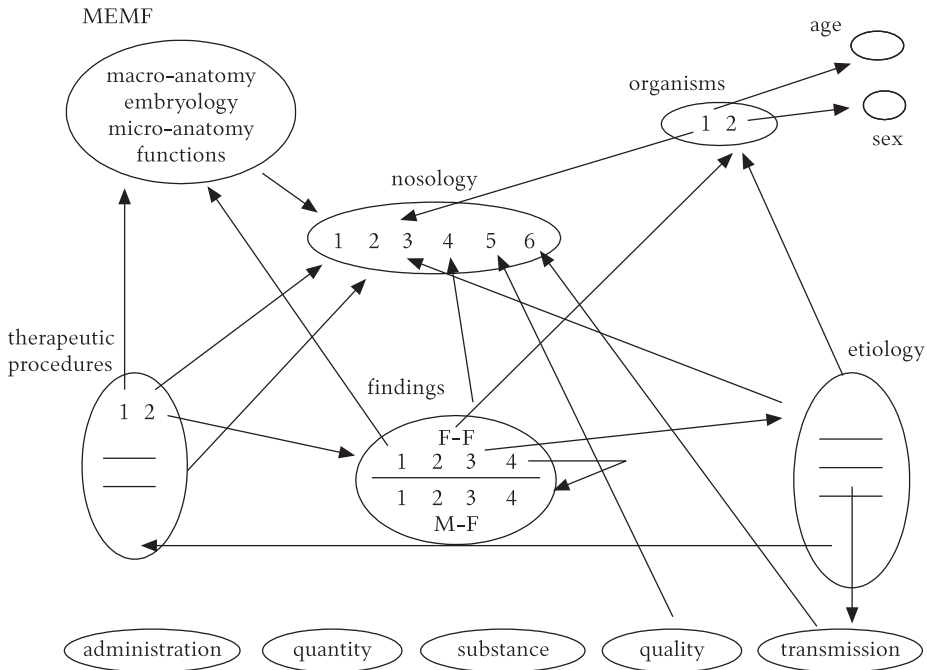 MEMF
age
macro-anatomy
embryology
micro-anatomy
functions
organisms
1 2
sex
nosology
1 2 3 4 5 6
therapeutic
procedures
1 2
findings
etiology
F-F
1 2 3 4
1 2 3 4
M-F
administration
quantity
substance
quality
transmission